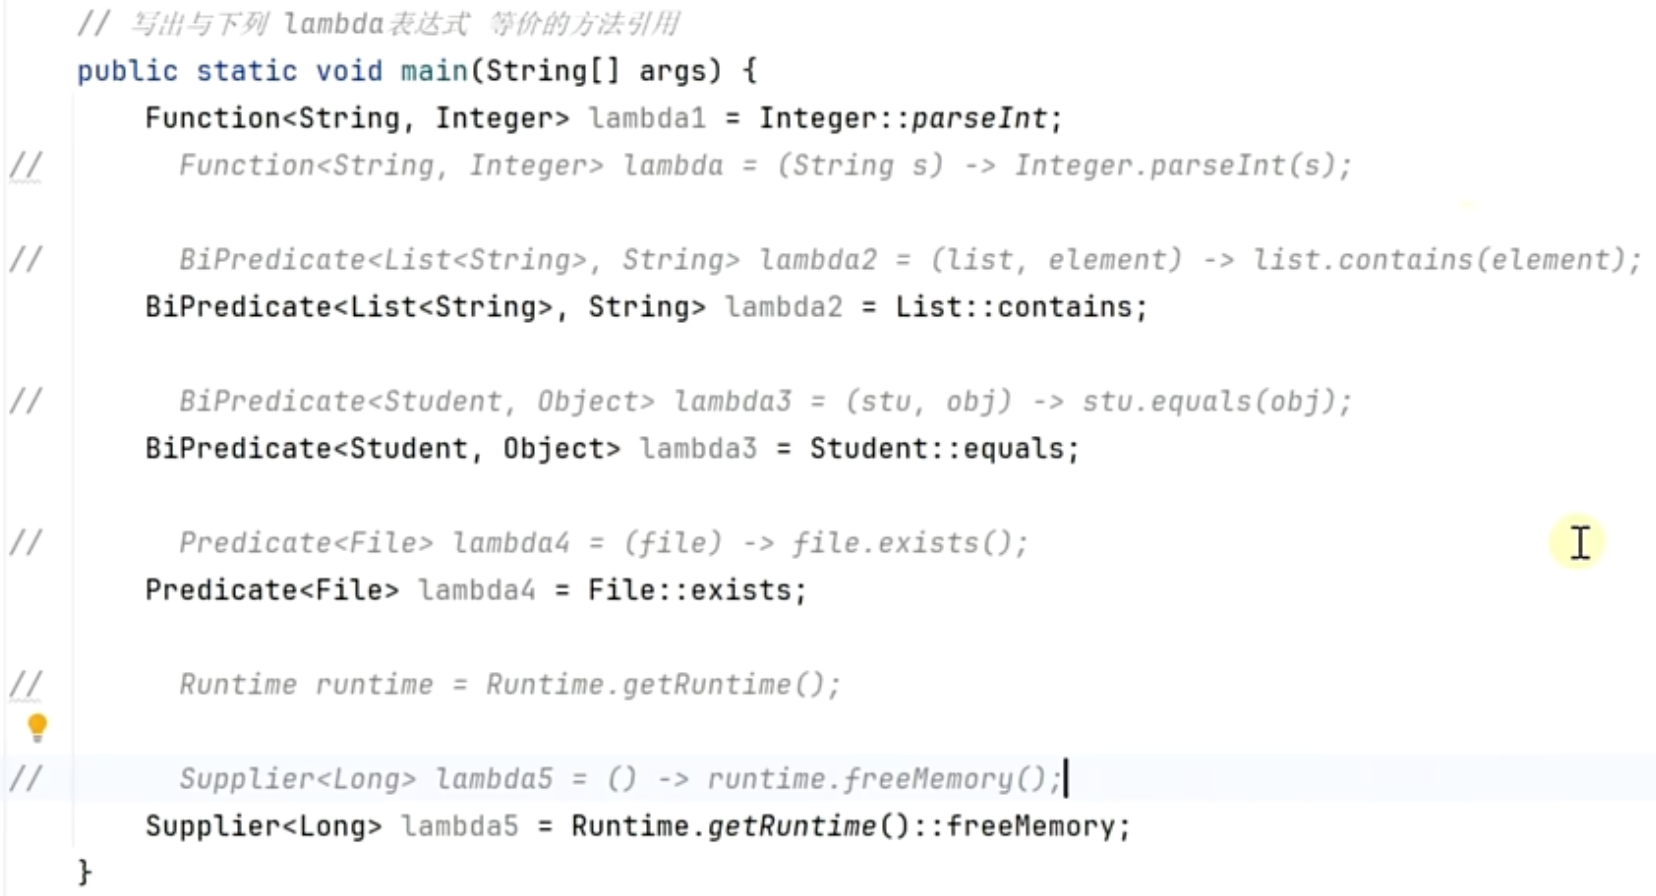 // 写出与下列 lambda表达式 等价的方法引用
public static void main(String[] args) {
Function<String, Integer> lambda1 = Integer::parseInt;
// Function<String, Integer> lambda = (String s) -> Integer.parseInt(s);
// BiPredicate<List<String>, String> lambda2 = (list, element) -> list.contains(element);
BiPredicate<List<String>, String> lambda2 = List::contains;
// BiPredicate<Student, Object> lambda3 = (stu, obj) -> stu.equals(obj);
BiPredicate<Student, Object> lambda3 = Student::equals;
// Predicate<File> lambda4 = (file) -> file.exists();
Predicate<File> lambda4 = File::exists;
// Runtime runtime = Runtime.getRuntime();
// Supplier<Long> lambda5 = () -> runtime.freeMemory();
Supplier<Long> lambda5 = Runtime.getRuntime()::freeMemory;
}